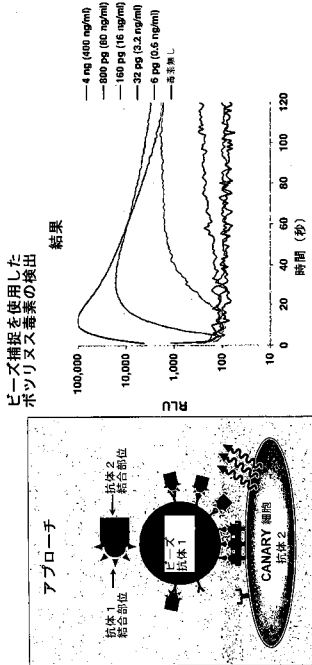 ビーズ捕捉を使用した
ボツリヌス毒素の検出
アプローチ
抗体1
結合部位
抗体2
結合部位
ビーズ
抗体1
CANARY 細胞
抗体2
結果
RLU
100,000
10,000
1,000
100
10
0
20
40
60
80
100
120
時間 (秒)
4 ng (400 ng/ml)
800 pg (80 ng/ml)
160 pg (16 ng/ml)
32 pg (3.2 ng/ml)
6 pg (0.6 ng/ml)
毒素無し